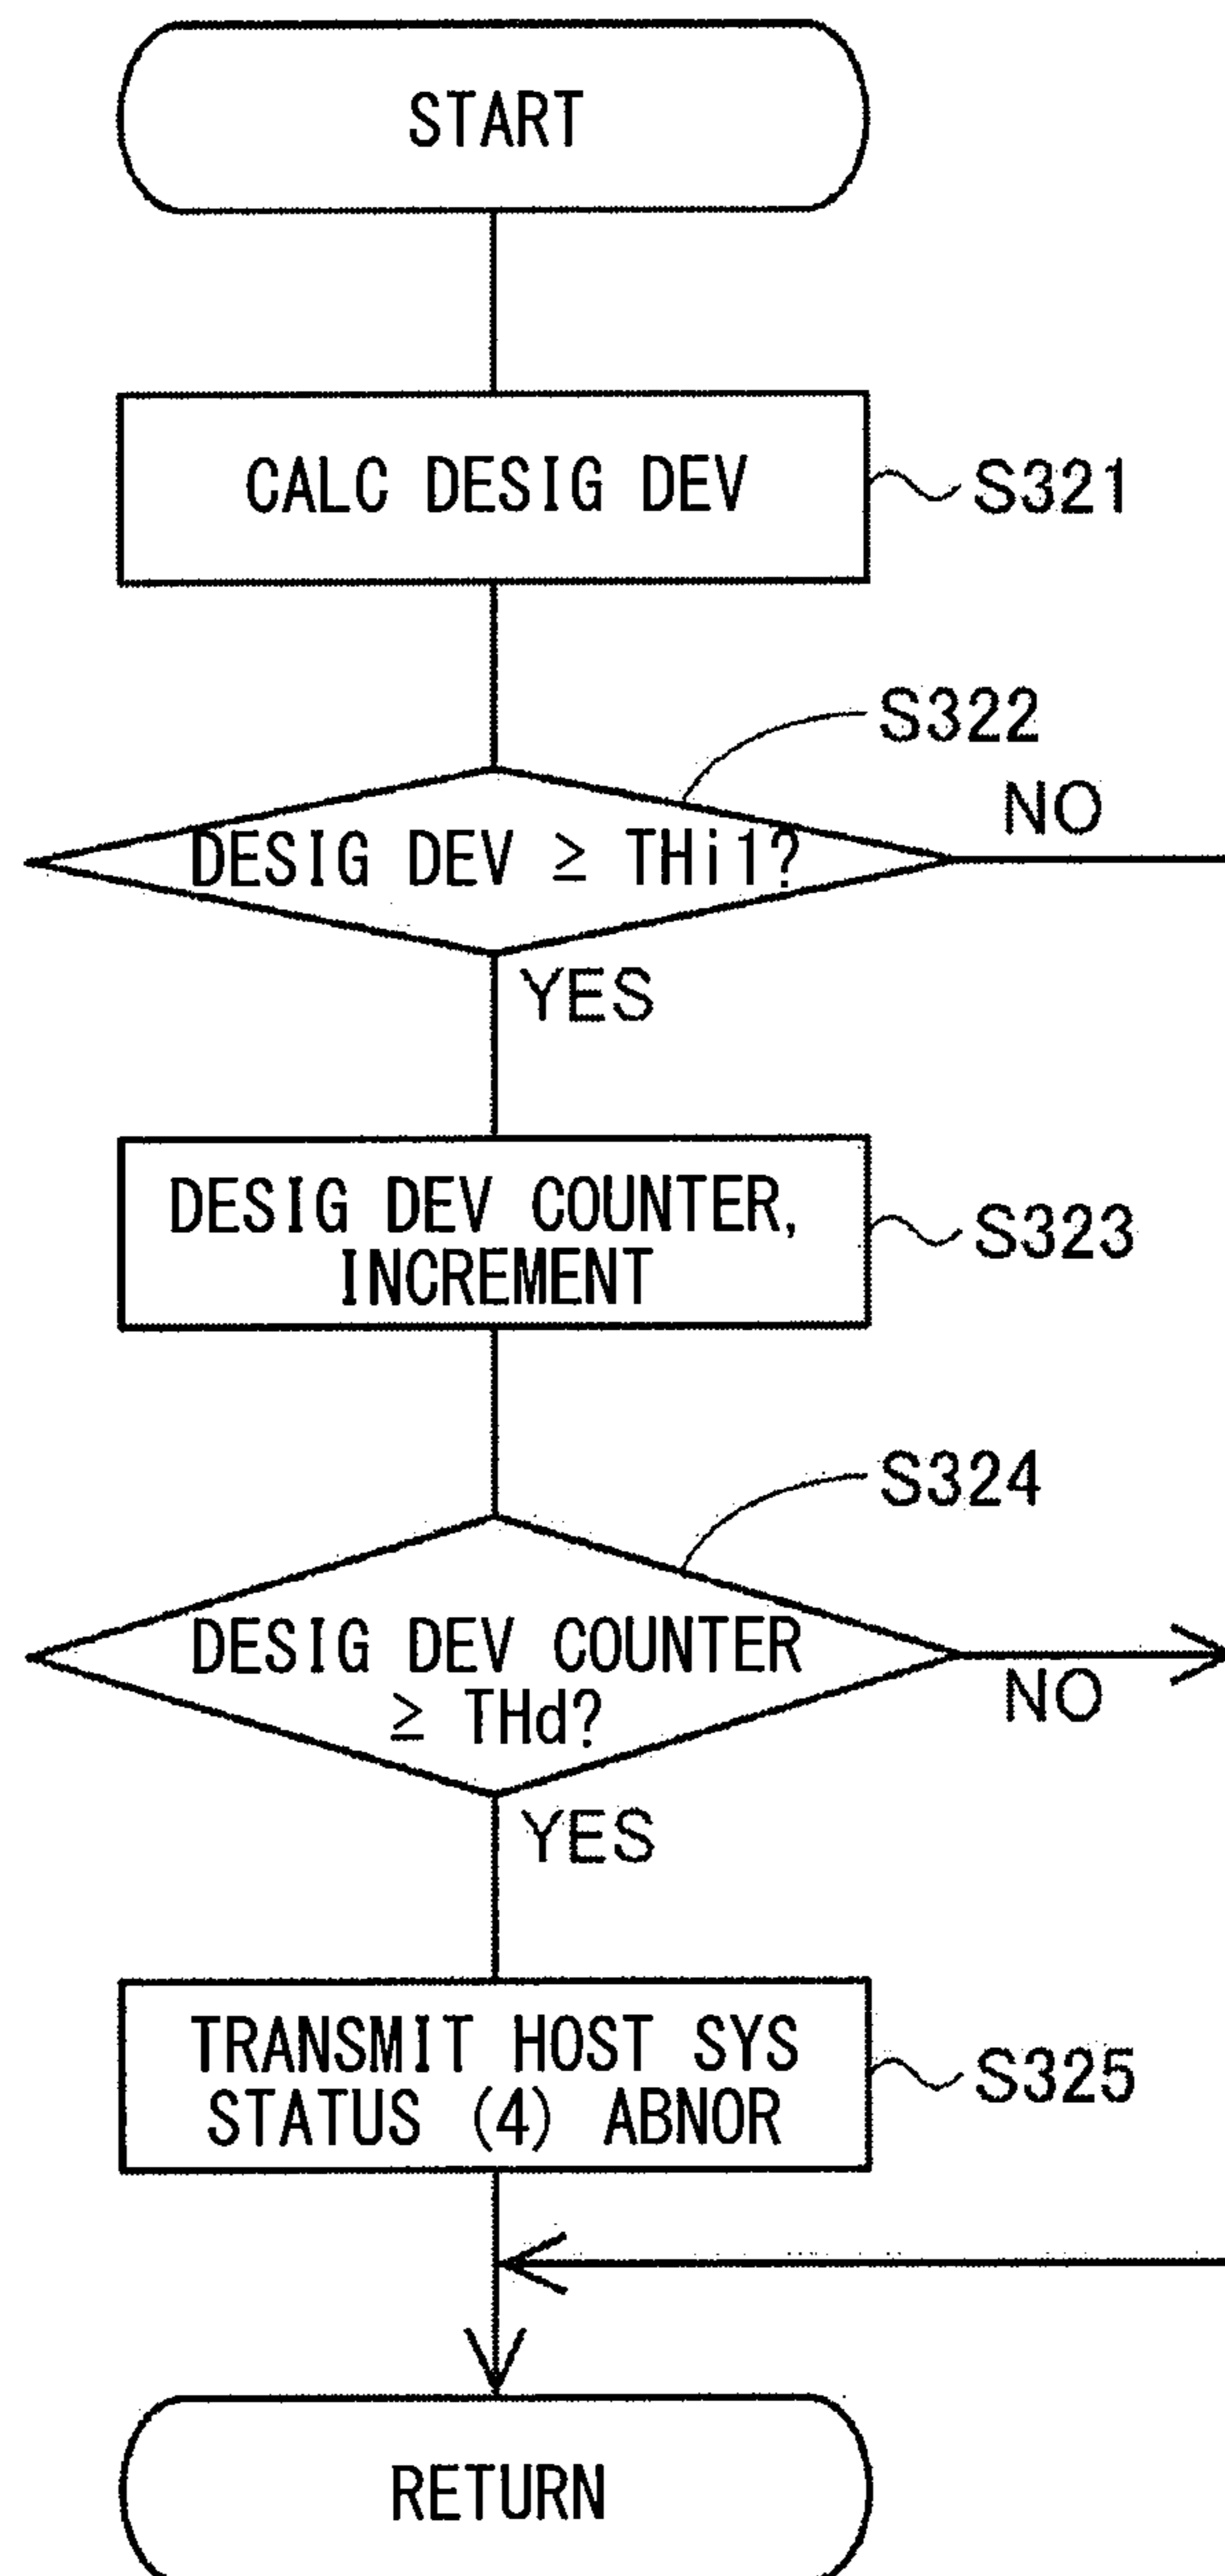 START
CALC DESIG DEV
S321
S322
DESIG DEV ≥ THi1?
NO
YES
DESIG DEV COUNTER,
INCREMENT
S323
S324
DESIG DEV COUNTER
≥ THd?
NO
YES
TRANSMIT HOST SYS
STATUS (4) ABNOR
S325
RETURN